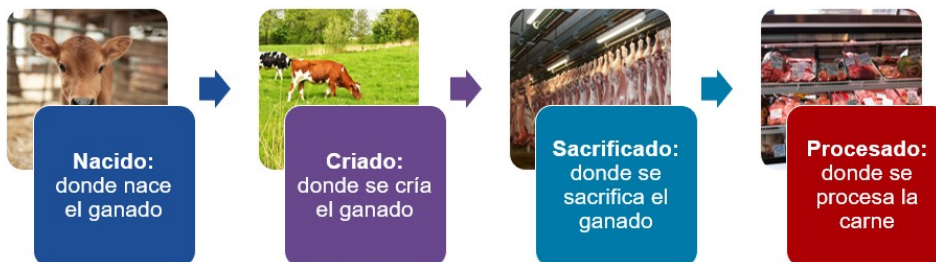 Nacido:
donde nace
el ganado
Criado:
donde se cría
el ganado
Sacrificado:
donde se
sacrifica el
ganado
Procesado:
donde se
procesa la
carne